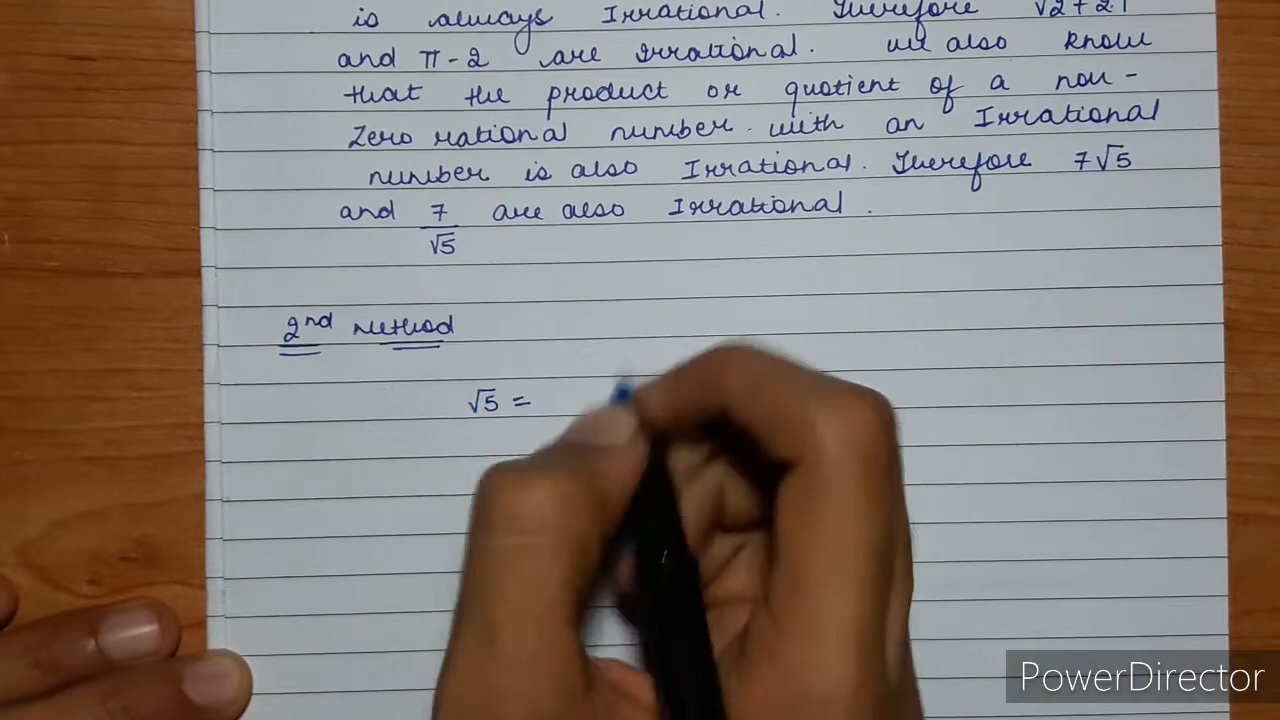 is always Irrational. Therefore √2+2.1
and π-2 are Irrational. we also know
that the product or quotient of a non-
Zero rational number with an Irrational
number is also Irrational. Therefore 7√5
and 7/√5 are also Irrational.
2nd method
√5 =
PowerDirector